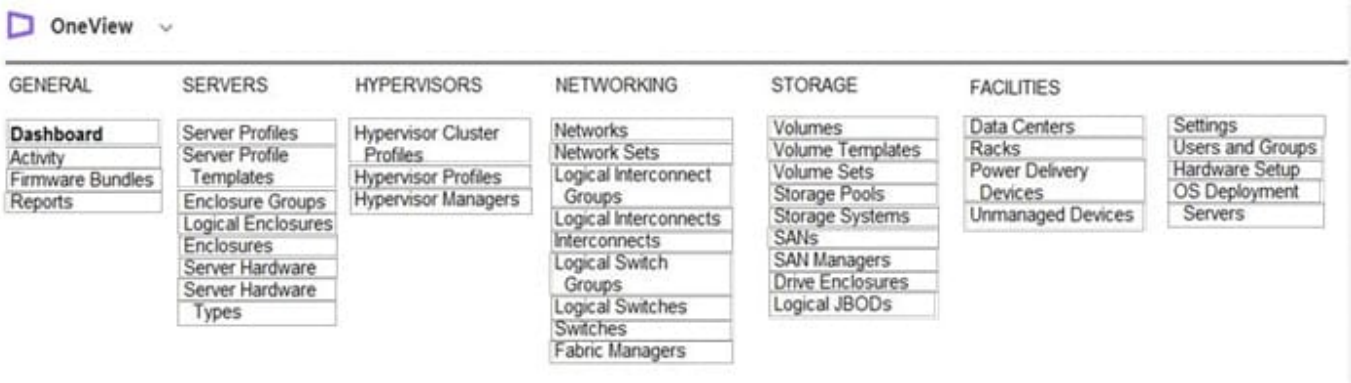 OneView
GENERAL
Dashboard
Activity
Firmware Bundles
Reports
SERVERS
Server Profiles
Server Profile
Templates
Enclosure Groups
Logical Enclosures
Enclosures
Server Hardware
Server Hardware
Types
HYPERVISORS
Hypervisor Cluster
Profiles
Hypervisor Profiles
Hypervisor Managers
NETWORKING
Networks
Network Sets
Logical Interconnect
Groups
Logical Interconnects
Interconnects
Logical Switch
Groups
Logical Switches
Switches
Fabric Managers
STORAGE
Volumes
Volume Templates
Volume Sets
Storage Pools
Storage Systems
SANs
SAN Managers
Drive Enclosures
Logical JBODs
FACILITIES
Data Centers
Racks
Power Delivery
Devices
Unmanaged Devices
Settings
Users and Groups
Hardware Setup
OS Deployment
Servers